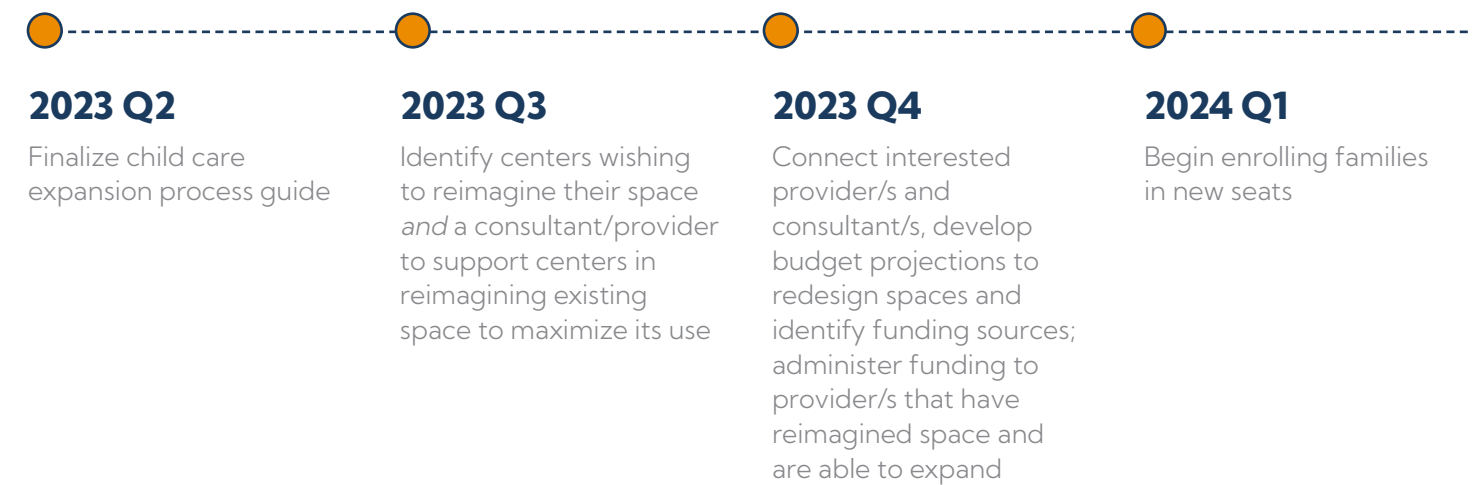 2023 Q2
Finalize child care
expansion process guide
2023 Q3
Identify centers wishing
to reimagine their space
and a consultant/provider
to support centers in
reimagining existing
space to maximize its use
2023 Q4
Connect interested
provider/s and
consultant/s, develop
budget projections to
redesign spaces and
identify funding sources;
administer funding to
provider/s that have
reimagined space and
are able to expand
2024 Q1
Begin enrolling families
in new seats